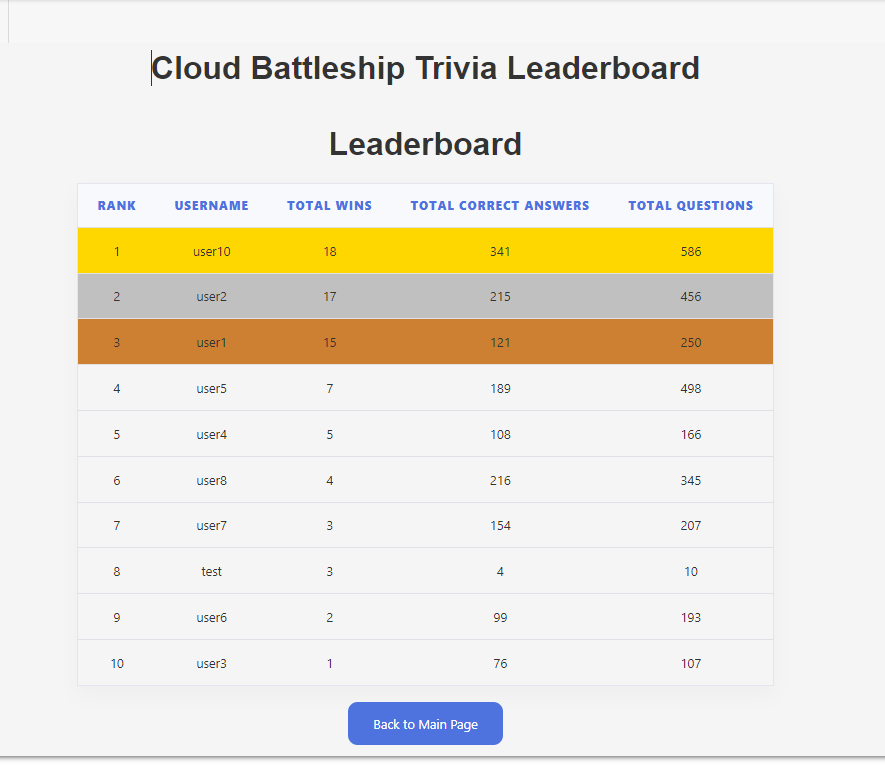 Cloud Battleship Trivia Leaderboard
Leaderboard
RANK USERNAME TOTAL WINS TOTAL CORRECT ANSWERS TOTAL QUESTIONS
1 user10 18 341 586
2 user2 17 215 456
3 user1 15 121 250
4 user5 7 189 498
5 user4 5 108 166
6 user8 4 216 345
7 user7 3 154 207
8 test 3 4 10
9 user6 2 99 193
10 user3 1 76 107
Back to Main Page